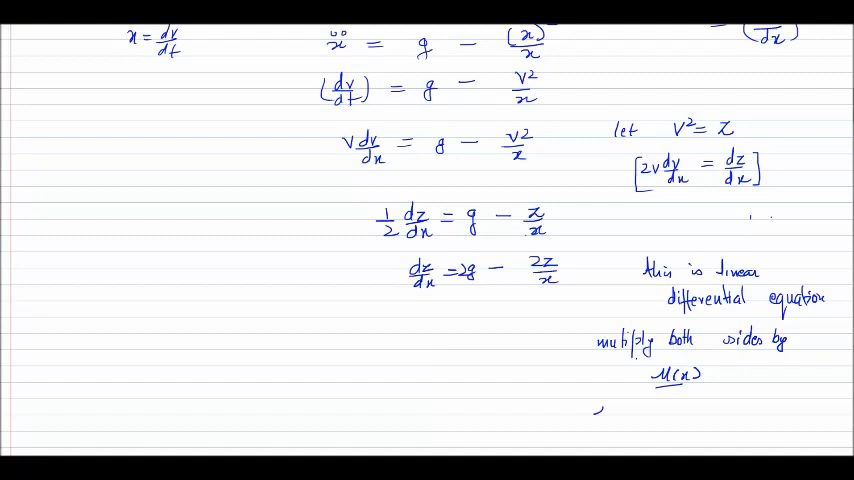 ẍ = g - (x)/x
= ( /dx)
x = dv/dt
(dv/dt) = g - v²/x
v dv/dx = g - v²/x
1/2 dz/dx = g - z/x
dz/dx = 2g - 2z/x
let v² = z
[2v dv/dx = dz/dx]
this is linear
differential equation
multiply both sides by
μ(x)